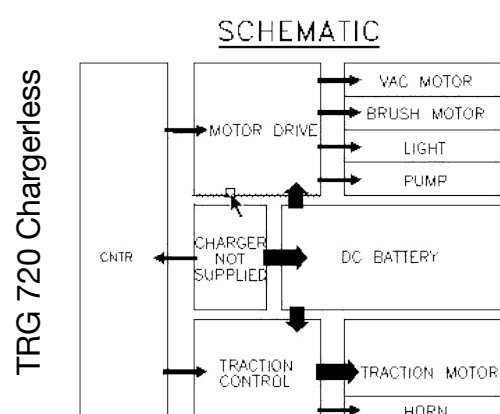 SCHEMATIC
TRG 720 Chargerless
VAC MOTOR
MOTOR DRIVE
BRUSH MOTOR
LIGHT
PUMP
CNTR
CHARGER
NOT
SUPPLIED
DC BATTERY
TRACTION
CONTROL
TRACTION MOTOR
HORN